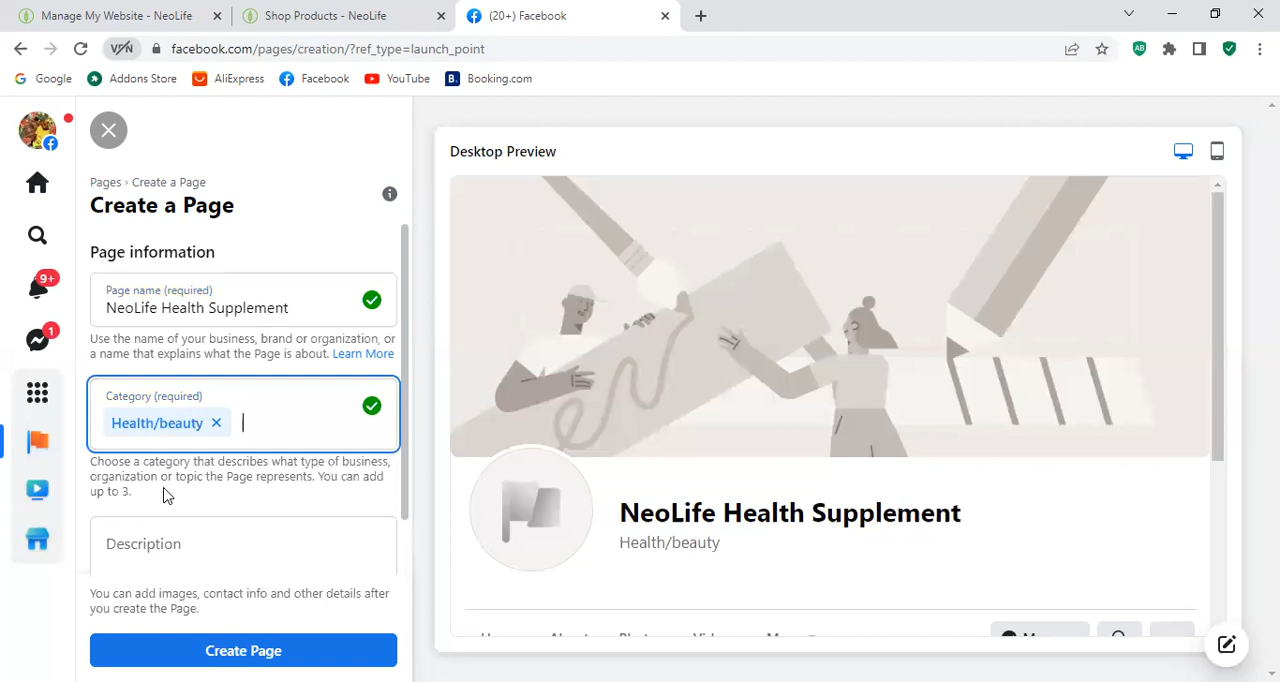 Manage My Website - NeoLife
Shop Products - NeoLife
(20+) Facebook
VPN
facebook.com/pages/creation/?ref_type=launch_point
AB
Google
Addons Store
AliExpress
Facebook
B. Booking.com
YouTube
Pages › Create a Page
Create a Page
Page information
Page name (required)
NeoLife Health Supplement
Use the name of your business, brand or organization, or
a name that explains what the Page is about. Learn More
Category (required)
Health/beauty
Choose a category that describes what type of business,
organization or topic the Page represents. You can add
up to 3.
Description
You can add images, contact info and other details after
you create the Page.
Create Page
9+
1
Desktop Preview
NeoLife Health Supplement
Health/beauty